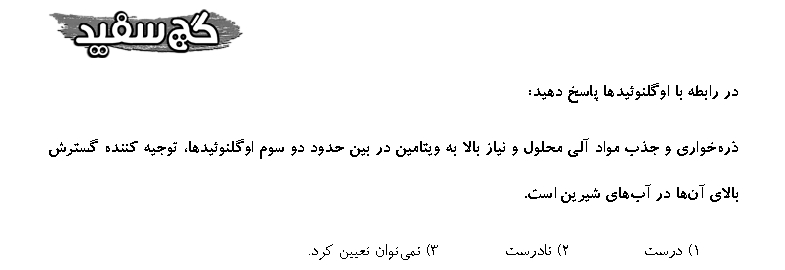 گچ سفید
در رابطه با اوگلنوئیدها پاسخ دهید:
ذره‌خواری و جذب مواد آلی محلول و نیاز بالا به ویتامین در بین حدود دو سوم اوگلنوئیدها، توجیه کننده گسترش
بالای آن‌ها در آب‌های شیرین است.
۱) درست ۲) نادرست ۳) نمی‌توان تعیین کرد.